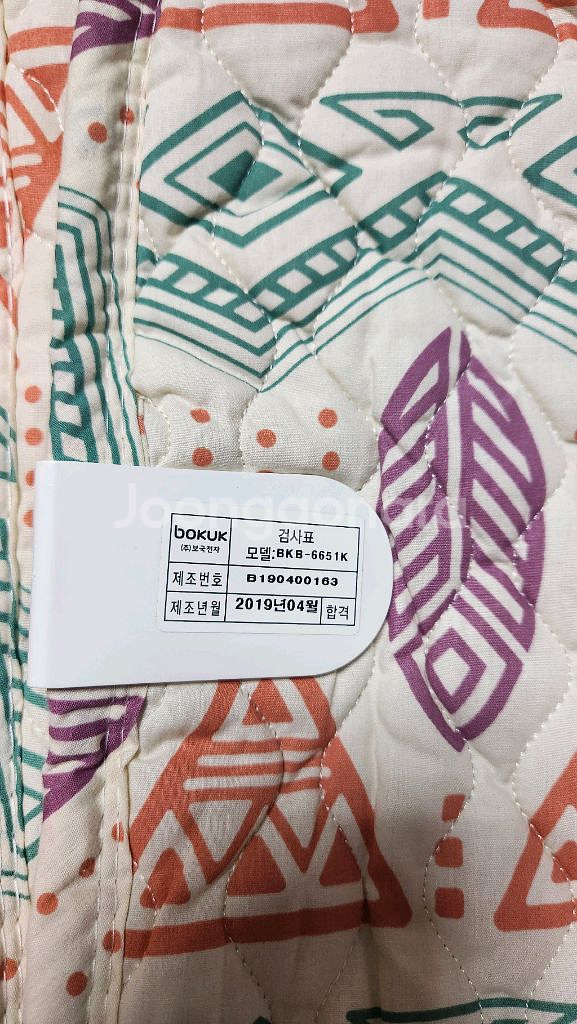 Joonggonara
bokuk
(주)보국전자
검사표
모델:BKB-6651K
제조번호 B190400163
제조년월 2019년04월 합격